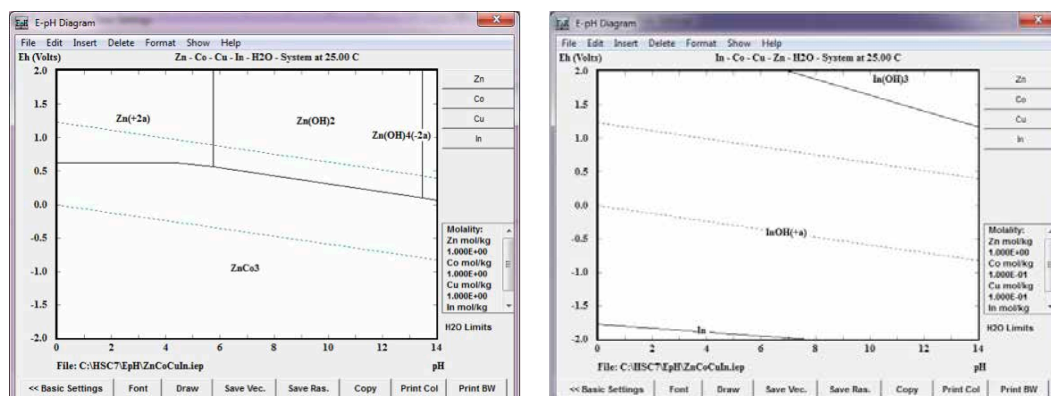 E-pH Diagram
File Edit Insert Delete Format Show Help
Eh (Volts) Zn - Co - Cu - In - H2O - System at 25.00 C
2.0
1.5
1.0
0.5
0.0
-0.5
-1.0
-1.5
-2.0
Zn(+2a)
Zn(OH)2
Zn(OH)4(-2a)
ZnCo3
0 2 4 6 8 10 12 14
File: C:\HSC7\EpH\ZnCoCuIn.iep pH
Zn
Co
Cu
In
Molality:
Zn mol/kg
1.000E+00
Co mol/kg
1.000E+00
Cu mol/kg
1.000E+00
In mol/kg
H2O Limits
<< Basic Settings Font Draw Save Vec. Save Ras. Copy Print Col Print BW
E-pH Diagram
File Edit Insert Delete Format Show Help
Eh (Volts) In - Co - Cu - Zn - H2O - System at 25.00 C
2.0
1.5
1.0
0.5
0.0
-0.5
-1.0
-1.5
-2.0
In(OH)3
InOH(+a)
In
0 2 4 6 8 10 12 14
File: C:\HSC7\EpH\ZnCoCuIn.iep pH
Zn
Co
Cu
In
Molality:
Zn mol/kg
1.000E+00
Co mol/kg
1.000E-01
Cu mol/kg
1.000E-01
In mol/kg
H2O Limits
<< Basic Settings Font Draw Save Vec. Save Ras. Copy Print Col Print BW